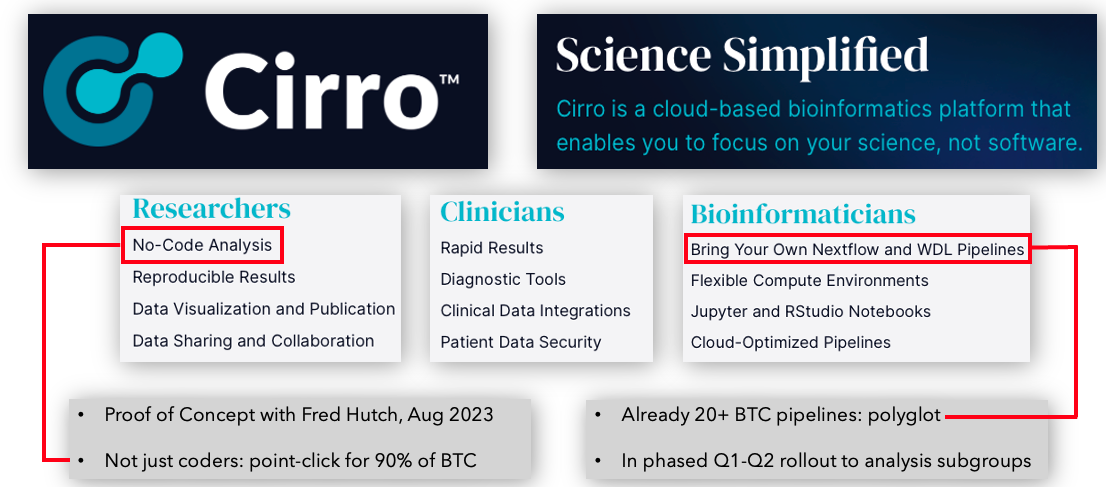 Cirro™
Science Simplified
Cirro is a cloud-based bioinformatics platform that
enables you to focus on your science, not software.
Researchers
No-Code Analysis
Reproducible Results
Data Visualization and Publication
Data Sharing and Collaboration
Clinicians
Rapid Results
Diagnostic Tools
Clinical Data Integrations
Patient Data Security
Bioinformaticians
Bring Your Own Nextflow and WDL Pipelines
Flexible Compute Environments
Jupyter and RStudio Notebooks
Cloud-Optimized Pipelines
• Proof of Concept with Fred Hutch, Aug 2023
• Not just coders: point-click for 90% of BTC
• Already 20+ BTC pipelines: polyglot
• In phased Q1-Q2 rollout to analysis subgroups